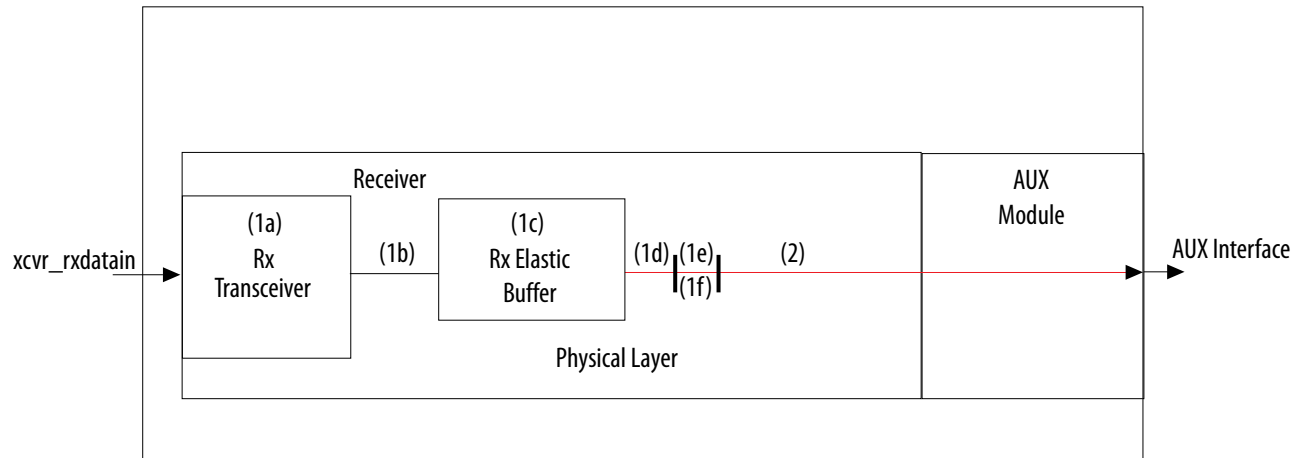 Receiver
AUX
Module
(1a)
Rx
Transceiver
(1b)
(1c)
Rx Elastic
Buffer
(1d)
(1e)
(1f)
(2)
xcvr_rxdatain
AUX Interface
Physical Layer